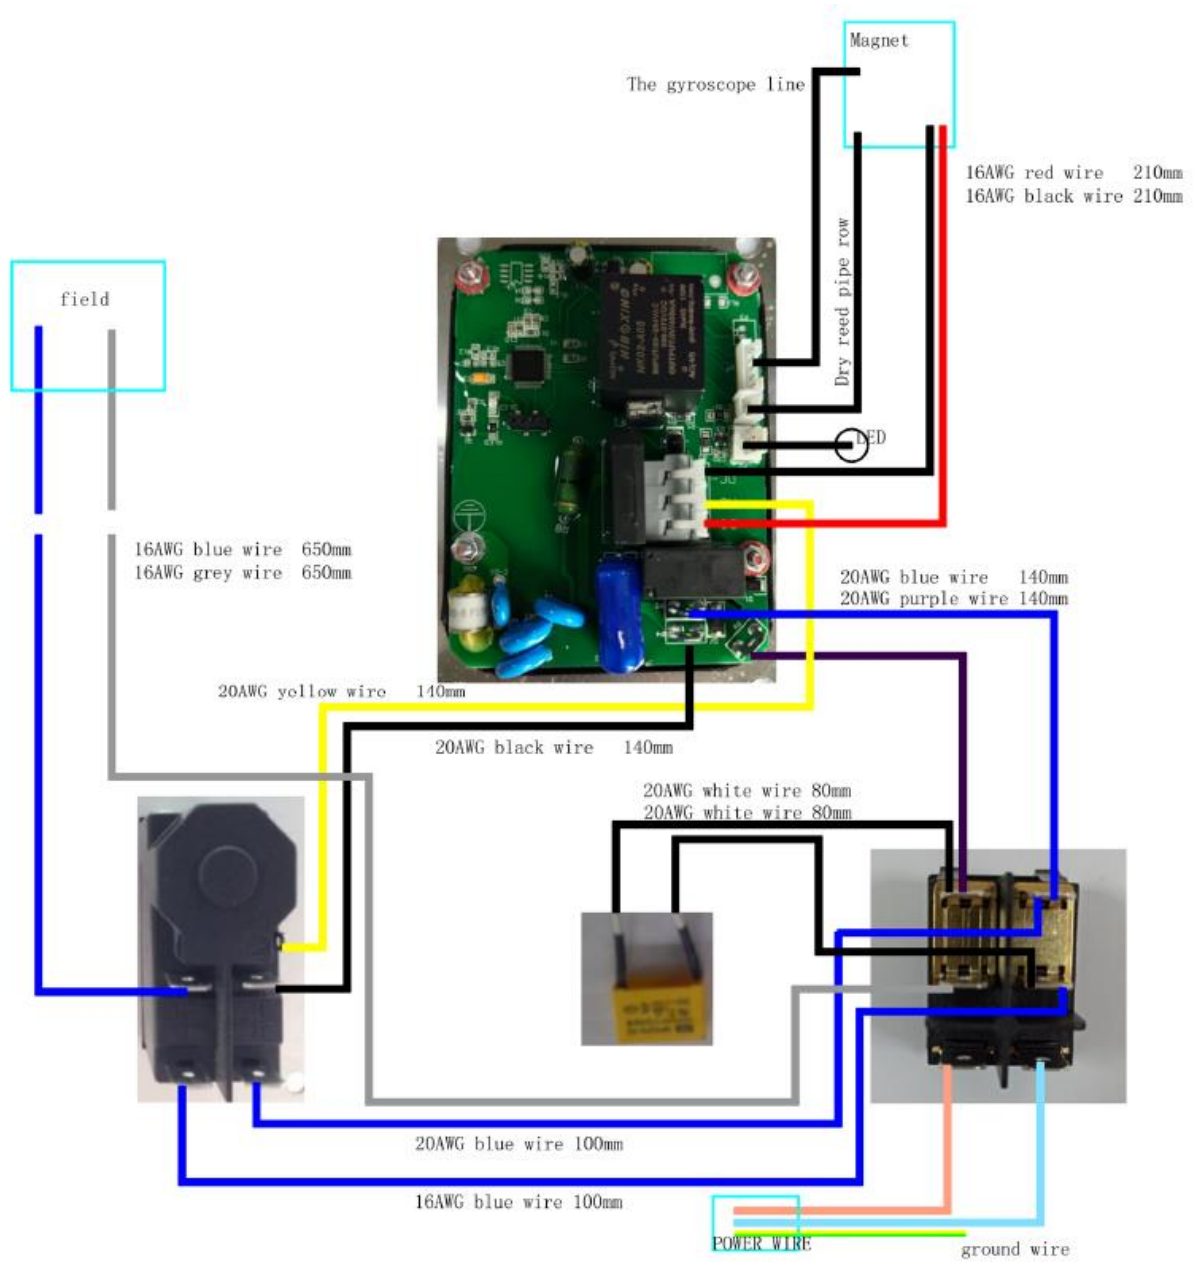 Magnet
The gyroscope line
16AWG red wire 210mm
16AWG black wire 210mm
Dry reed pipe row
field
LED
16AWG blue wire 650mm
16AWG grey wire 650mm
20AWG blue wire 140mm
20AWG purple wire 140mm
20AWG yellow wire 140mm
20AWG black wire 140mm
20AWG white wire 80mm
20AWG white wire 80mm
20AWG blue wire 100mm
16AWG blue wire 100mm
POWER WIRE
ground wire